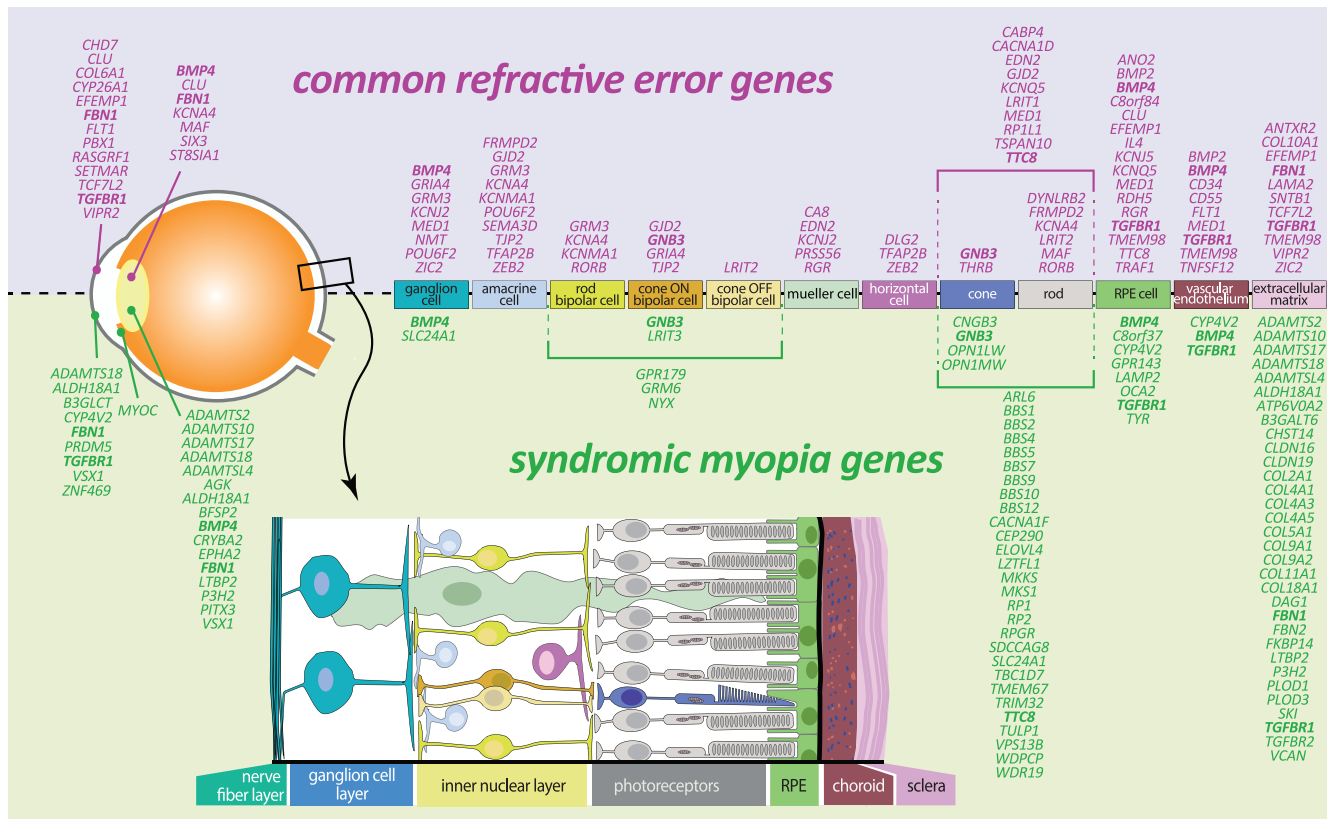 common refractive error genes
CHD7
CLU
COL6A1
CYP26A1
EFEMP1
FBN1
FLT1
PBX1
RASGRF1
SETMAR
TCF7L2
TGFBR1
VIPR2
BMP4
CLU
FBN1
KCNA4
MAF
SIX3
ST8SIA1
BMP4
GRIA4
GRM3
KCNJ2
MED1
NMT
POU6F2
ZIC2
FRMPD2
GJD2
GRM3
KCNA4
KCNMA1
POU6F2
SEMA3D
TJP2
TFAP2B
ZEB2
GRM3
KCNA4
KCNMA1
RORB
GJD2
GNB3
GRIA4
TJP2
LRIT2
CA8
EDN2
KCNJ2
PRSS56
RGR
DLG2
TFAP2B
ZEB2
CABP4
CACNA1D
EDN2
GJD2
KCNQ5
LRIT1
MED1
RP1L1
TSPAN10
TTC8
GNB3
THRB
DYNLRB2
FRMPD2
KCNA4
LRIT2
MAF
RORB
ANO2
BMP2
BMP4
C8orf84
CLU
EFEMP1
IL4
KCNJ5
KCNQ5
MED1
RDH5
RGR
TGFBR1
TMEM98
TTC8
TRAF1
BMP2
BMP4
CD34
CD55
FLT1
MED1
TGFBR1
TMEM98
TNFSF12
ANTXR2
COL10A1
EFEMP1
FBN1
LAMA2
SNTB1
TCF7L2
TGFBR1
TMEM98
VIPR2
ZIC2
ganglion
cell
amacrine
cell
rod
bipolar cell
cone ON
bipolar cell
cone OFF
bipolar cell
mueller cell
horizontal
cell
cone
rod
RPE cell
vascular
endothelium
extracellular
matrix
BMP4
SLC24A1
GNB3
LRIT3
GPR179
GRM6
NYX
CNGB3
GNB3
OPN1LW
OPN1MW
ARL6
BBS1
BBS2
BBS4
BBS5
BBS7
BBS9
BBS10
BBS12
CACNA1F
CEP290
ELOVL4
LZTFL1
MKKS
MKS1
RP1
RP2
RPGR
SDCCAG8
SLC24A1
TBC1D7
TMEM67
TRIM32
TTC8
TULP1
VPS13B
WDPCP
WDR19
BMP4
C8orf37
CYP4V2
GPR143
LAMP2
OCA2
TGFBR1
TYR
CYP4V2
BMP4
TGFBR1
ADAMTS2
ADAMTS10
ADAMTS17
ADAMTS18
ADAMTSL4
ALDH18A1
ATP6V0A2
B3GALT6
CHST14
CLDN16
CLDN19
COL2A1
COL4A1
COL4A3
COL4A5
COL5A1
COL9A1
COL9A2
COL11A1
COL18A1
DAG1
FBN1
FBN2
FKBP14
LTBP2
P3H2
PLOD1
PLOD3
SKI
TGFBR1
TGFBR2
VCAN
ADAMTS18
ALDH18A1
B3GLCT
CYP4V2
FBN1
PRDM5
TGFBR1
VSX1
ZNF469
MYOC
ADAMTS2
ADAMTS10
ADAMTS17
ADAMTS18
ADAMTSL4
AGK
ALDH18A1
BFSP2
BMP4
CRYBA2
EPHA2
FBN1
LTBP2
P3H2
PITX3
VSX1
syndromic myopia genes
nerve
fiber layer
ganglion cell
layer
inner nuclear layer
photoreceptors
RPE
choroid
sclera